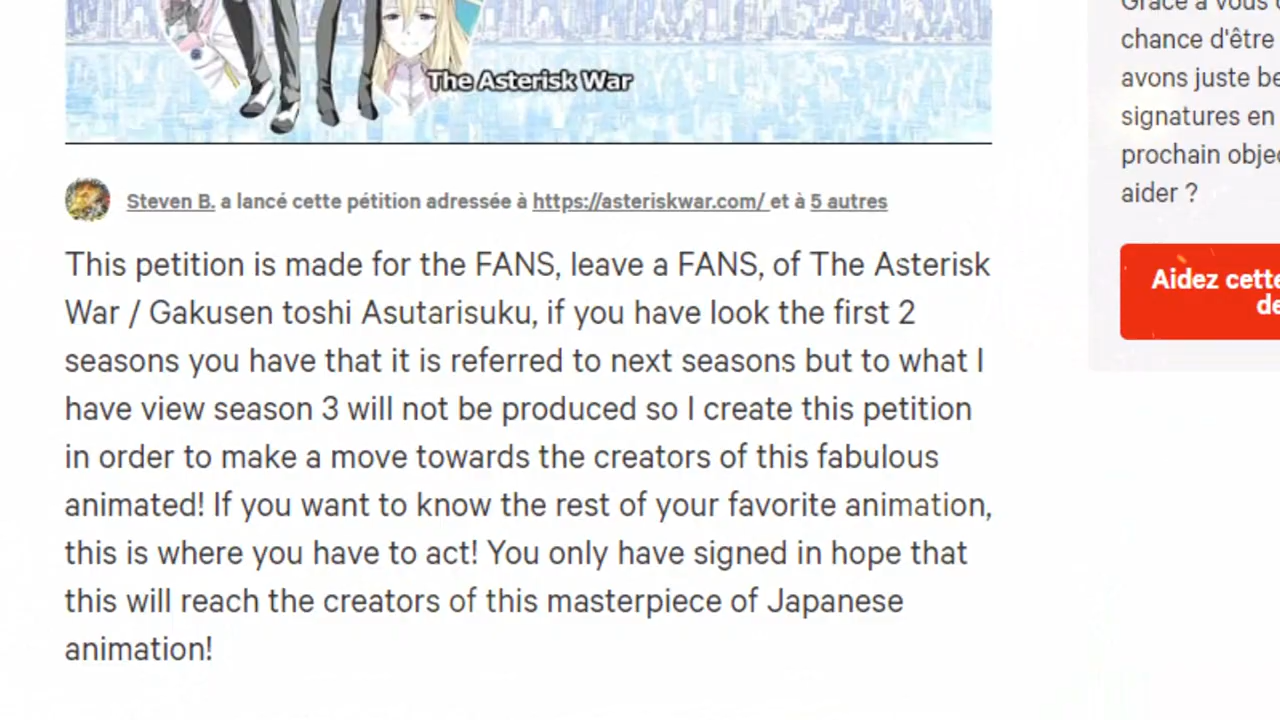 The Asterisk War
Steven B. a lancé cette pétition adressée à https://asteriskwar.com/ et à 5 autres
This petition is made for the FANS, leave a FANS, of The Asterisk
War / Gakusen toshi Asutarisuku, if you have look the first 2
seasons you have that it is referred to next seasons but to what I
have view season 3 will not be produced so I create this petition
in order to make a move towards the creators of this fabulous
animated! If you want to know the rest of your favorite animation,
this is where you have to act! You only have signed in hope that
this will reach the creators of this masterpiece of Japanese
animation!
Grâce à vous
chance d'être
avons juste be
signatures en
prochain objec
aider ?
Aidez cette
de